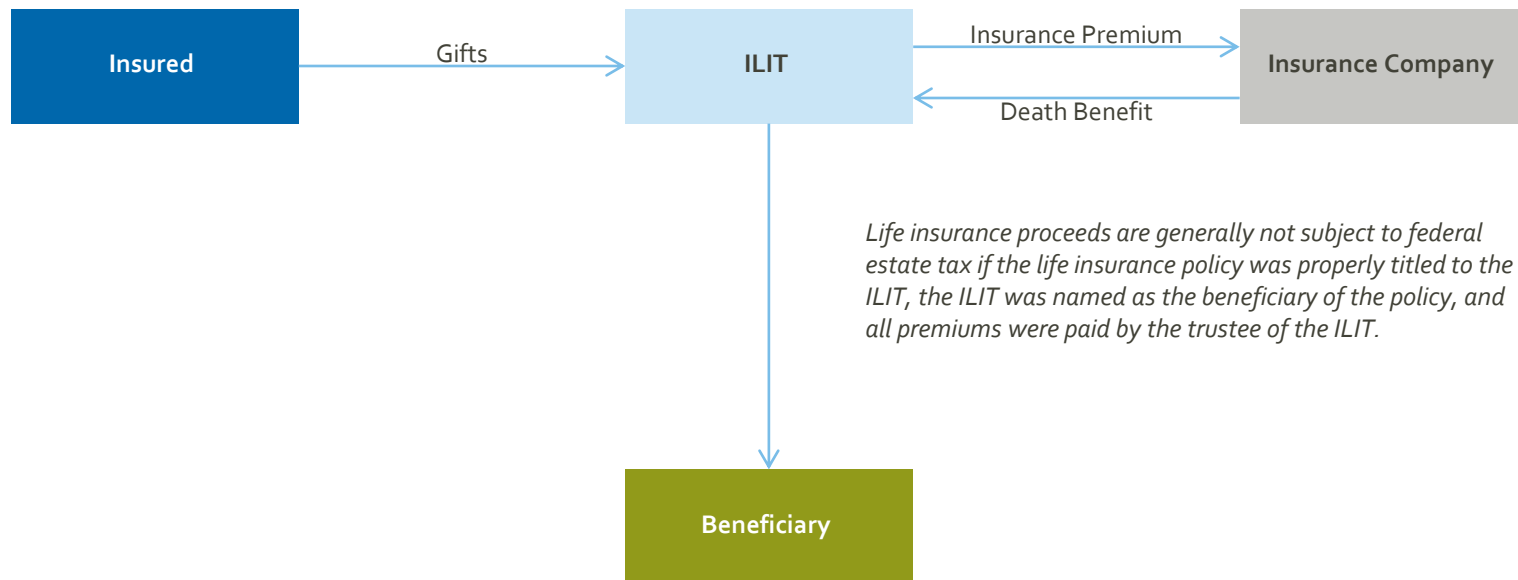 Insured
Gifts
ILIT
Insurance Premium
Death Benefit
Insurance Company
Life insurance proceeds are generally not subject to federal
estate tax if the life insurance policy was properly titled to the
ILIT, the ILIT was named as the beneficiary of the policy, and
all premiums were paid by the trustee of the ILIT.
Beneficiary